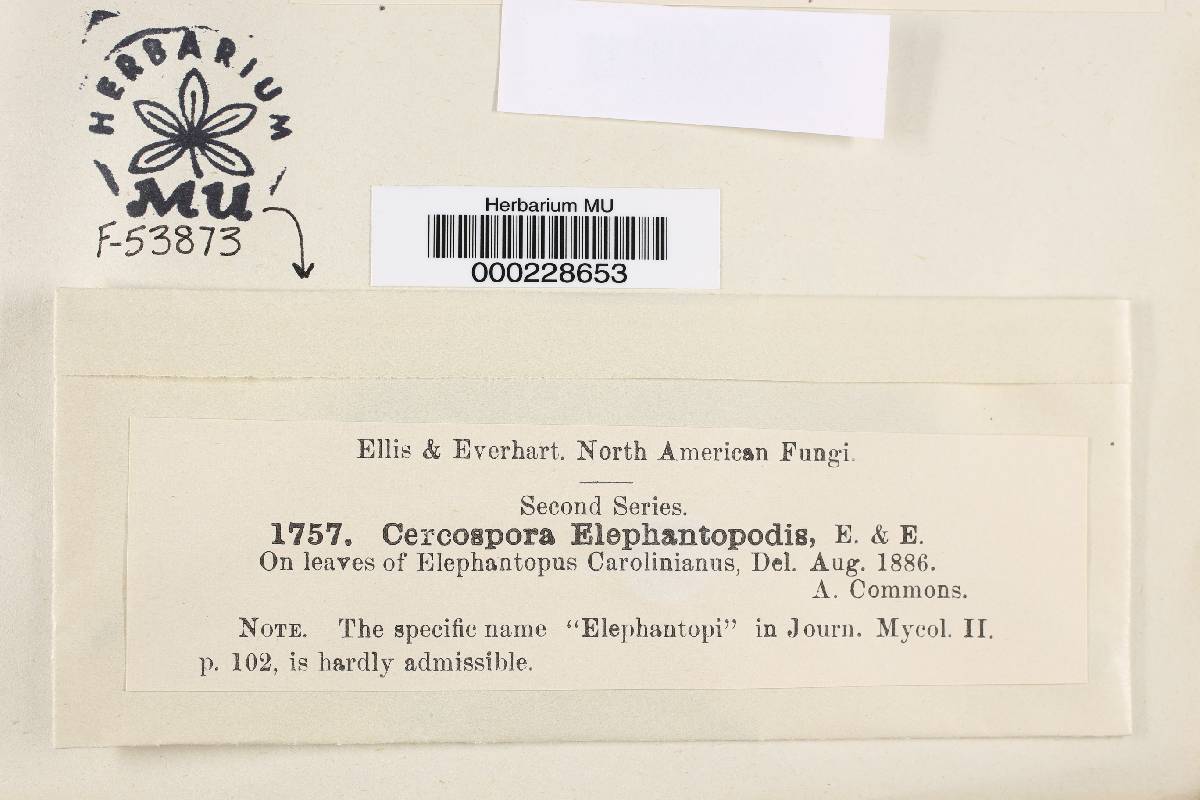 HERBARIUM
MU
F-53873
Herbarium MU
000228653
Ellis & Everhart. North American Fungi.
Second Series.
1757. Cercospora Elephantopodis, E. & E.
On leaves of Elephantopus Carolinianus, Del. Aug. 1886.
A. Commons.
NOTE. The specific name "Elephantopi" in Journ. Mycol. II.
p. 102, is hardly admissible.